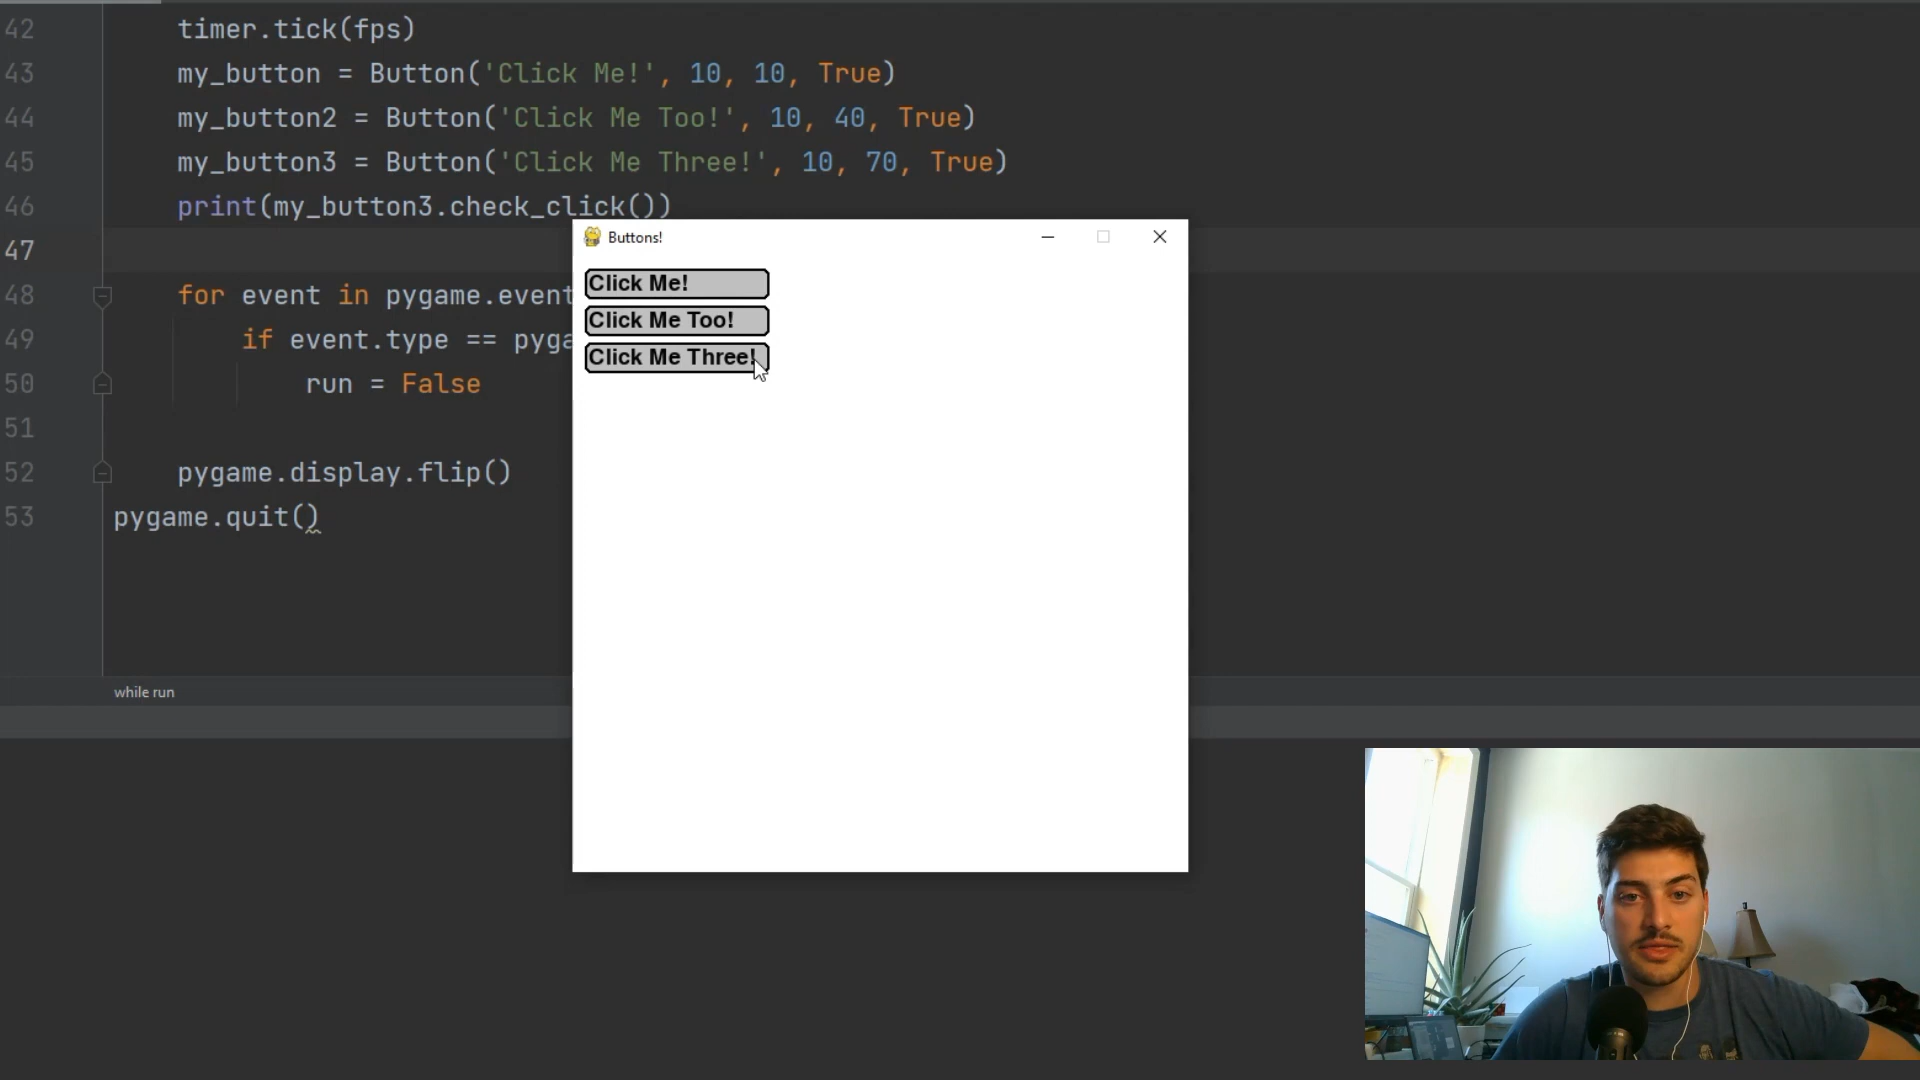 42 timer.tick(fps)
43 my_button = Button('Click Me!', 10, 10, True)
44 my_button2 = Button('Click Me Too!', 10, 40, True)
45 my_button3 = Button('Click Me Three!', 10, 70, True)
46 print(my_button3.check_click())
47
48 for event in pygame.event
49 if event.type == pyga
50 run = False
51
52 pygame.display.flip()
53 pygame.quit()
while run
Buttons!
Click Me!
Click Me Too!
Click Me Three!